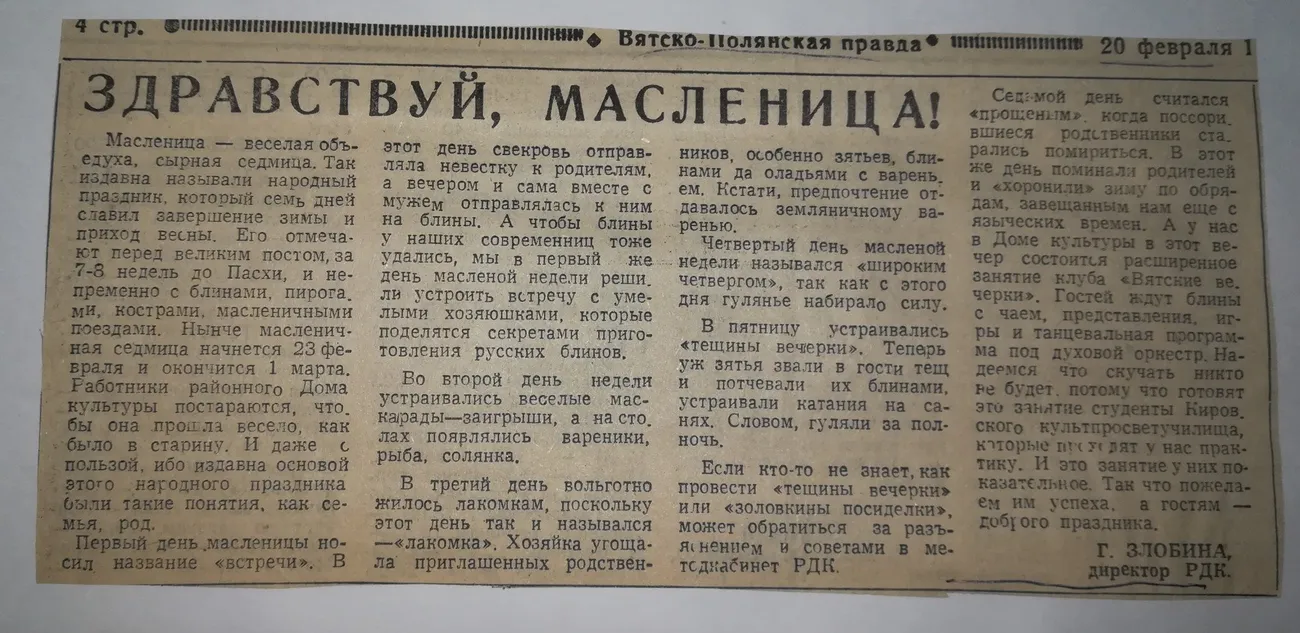 4 стр.
Вятско-Полянская правда
20 февраля 1
ЗДРАВСТВУЙ, МАСЛЕНИЦА!
Масленица — веселая объ-
едуха, сырная седмица. Так
издавна называли народный
праздник, который семь дней
славил завершение зимы и
приход весны. Его отмеча-
ют перед великим постом, за
7-8 недель до Пасхи, и не-
пременно с блинами, пирога.
ми, кострами, масленичными
поездами. Нынче масленич-
ная седмица начнется 23 фе-
враля и окончится 1 марта.
Работники районного Дома
культуры постараются, что.
бы она прошла весело, как
было в старину. И даже с
пользой, ибо издавна основой
этого народного праздника
были такие понятия, как се-
мья, род.
Первый день масленицы но-
сил название «встречи». В
этот день свекровь отправ-
ляла невестку к родителям,
а вечером и сама вместе с
мужем отправлялась к ним
на блины. А чтобы блины
у наших современниц тоже
удались, мы в первый же
день масленой недели реши.
ли устроить встречу с уме-
лыми хозяюшками, которые
поделятся секретами приго-
товления русских блинов.
Во второй день недели
устраивались веселые мас-
карады—заигрыши, а на сто.
лах появлялись вареники,
рыба, солянка.
В третий день вольготно
жилось лакомкам, поскольку
этот день так и назывался
—«лакомка». Хозяйка угоща-
ла приглашенных родствен-
ников, особенно зятьев, бли-
нами да оладьями с варень.
ем. Кстати, предпочтение от-
давалось земляничному ва-
ренью.
Четвертый день масленой
недели назывался «широким
четвергом», так как с этого
дня гулянье набирало силу.
В пятницу устраивались
«тещины вечерки». Теперь
уж зятья звали в гости тещ
и потчевали их блинами,
устраивали катания на са-
нях. Словом, гуляли за пол-
ночь.
Если кто-то не знает, как
провести «тещины вечерки»
или «золовкины посиделки»,
может обратиться за разъ-
яснением и советами в ме-
тодкабинет РДК.
Седьмой день считался
«прощеным», когда поссори.
вшиеся родственники ста.
рались помириться. В этот
же день поминали родителей
и «хоронили» зиму по обря-
дам, завещанным нам еще с
языческих времен. А у нас
в Доме культуры в этот ве-
чер состоится расширенное
занятие клуба «Вятские ве.
черки». Гостей ждут блины
с чаем, представления, иг-
ры и танцевальная програм-
ма под духовой оркестр. На-
деемся что скучать никто
не будет, потому что готовят
это занятие студенты Киров.
ского культпросветучилища,
которые проходят у нас прак-
тику. И это занятие у них по-
казательное. Так что пожела-
ем им успеха, а гостям —
доброго праздника.
Г. ЗЛОБИНА,
директор РДК.